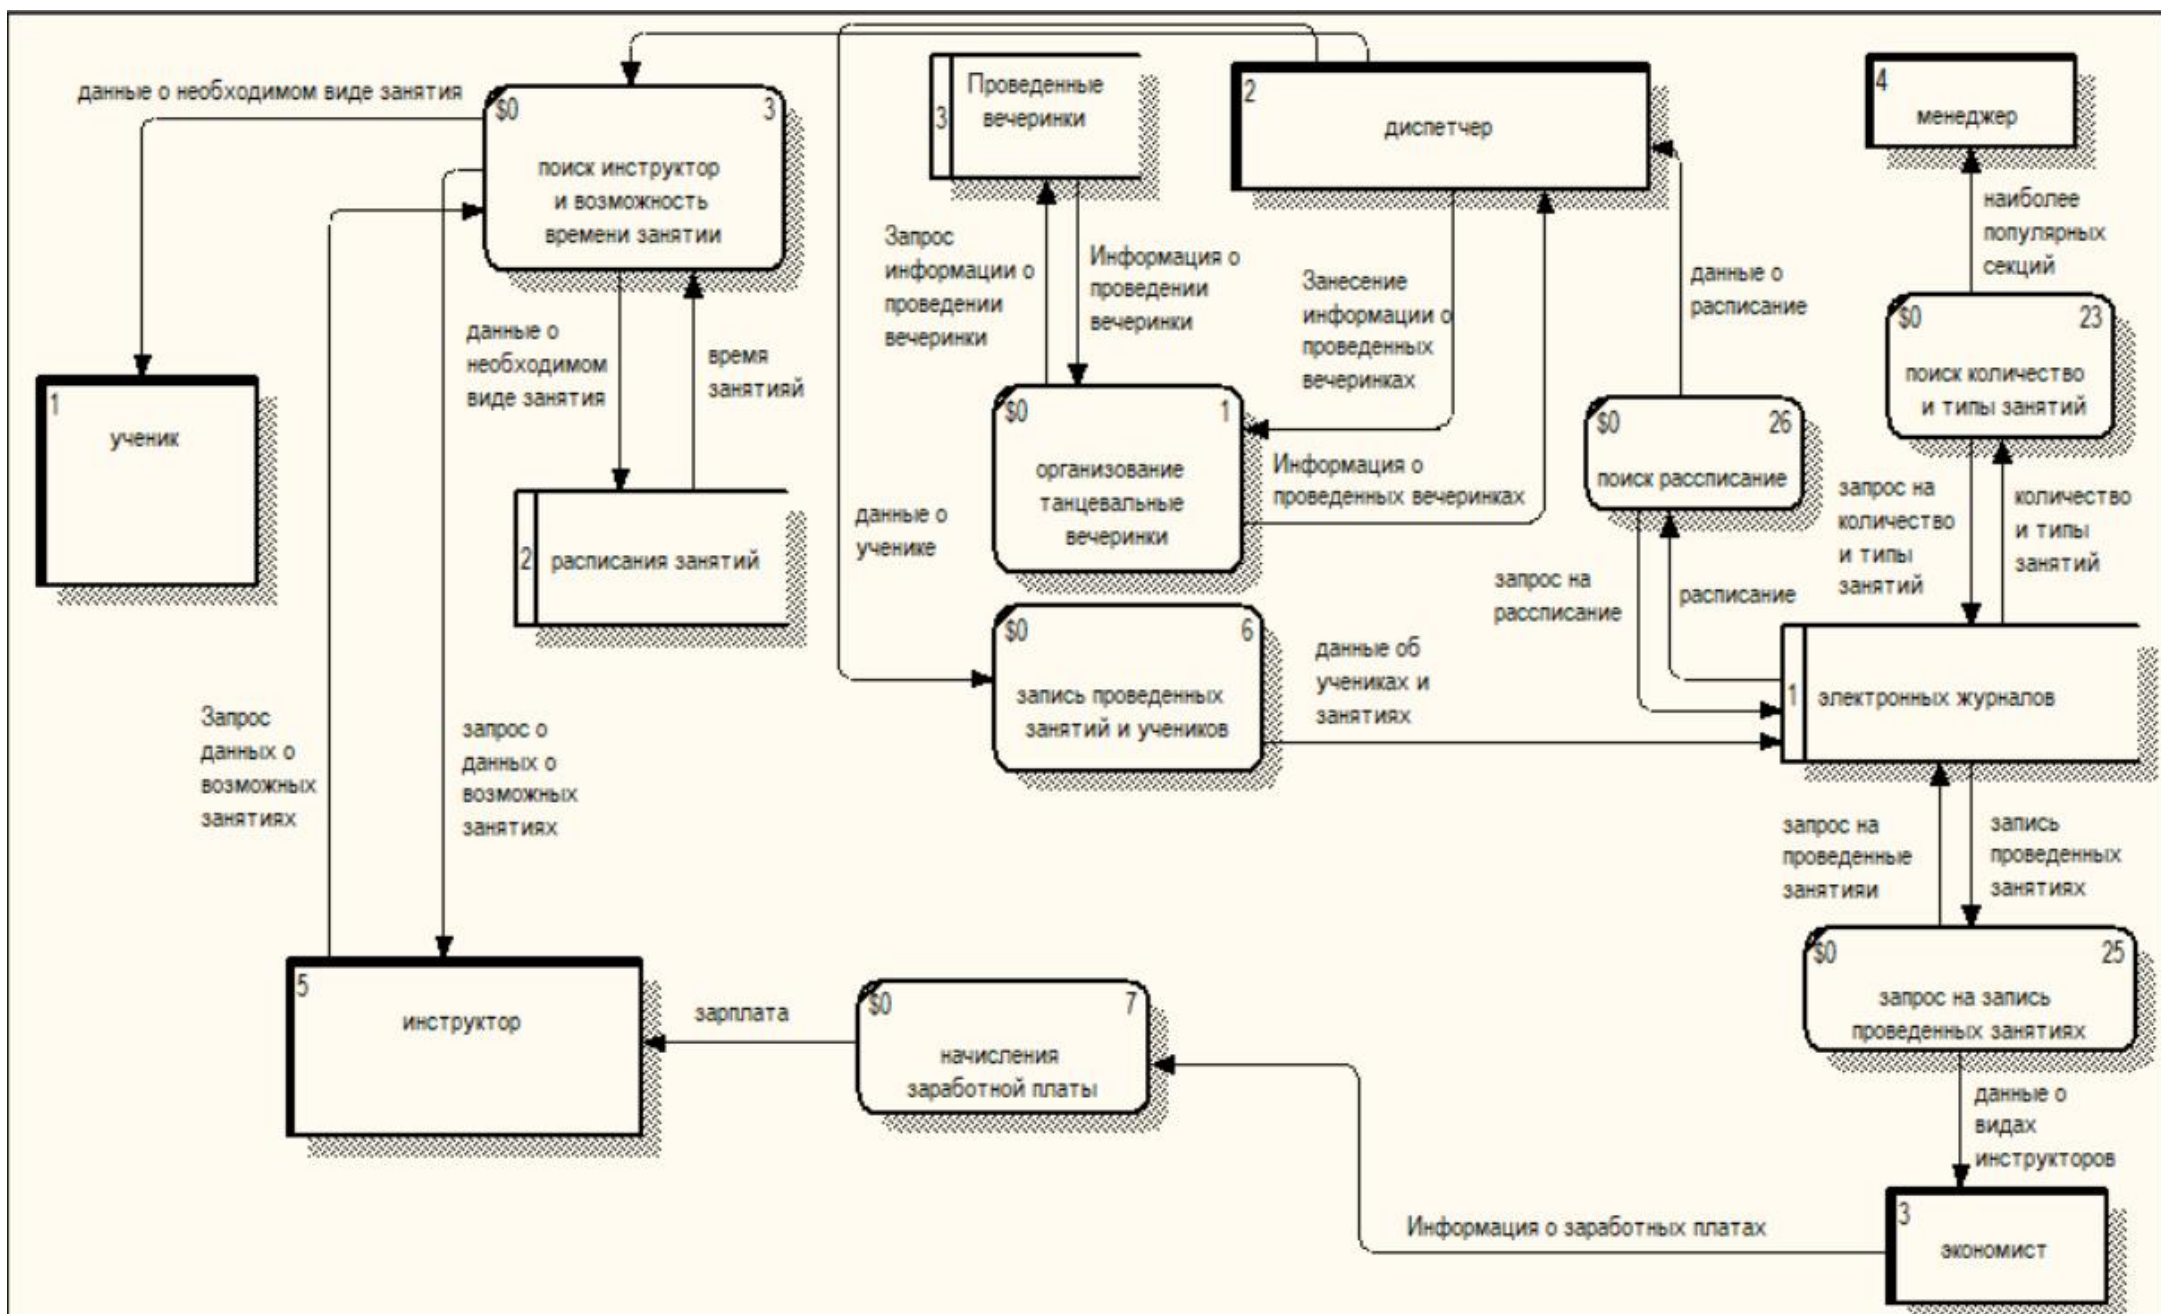 данные о необходимом виде занятия
$0
3
поиск инструктор
и возможность
времени занятии
3
Проведенные
вечеринки
2
диспетчер
4
менеджер
наиболее
популярных
секций
Запрос
информации о
проведении
вечеринки
Информация о
проведении
вечеринки
Занесение
информации о
проведенных
вечеринках
данные о
расписание
$0
23
поиск количество
и типы занятий
данные о
необходимом
виде занятия
время
занятияй
1
ученик
$0
1
организование
танцевальные
вечеринки
Информация о
проведенных вечеринках
$0
26
поиск рассписание
запрос на
количество
и типы
занятий
количество
и типы
занятий
2
расписания занятий
данные о
ученике
запрос на
рассписание
расписание
$0
6
запись проведенных
занятий и учеников
данные об
учениках и
занятиях
1
электронных журналов
Запрос
данных о
возможных
занятиях
запрос о
данных о
возможных
занятиях
запрос на
проведенные
занятияи
запись
проведенных
занятиях
$0
25
запрос на запись
проведенных занятиях
5
инструктор
зарплата
$0
7
начисления
заработной платы
данные о
видах
инструкторов
Информация о заработных платах
3
экономист